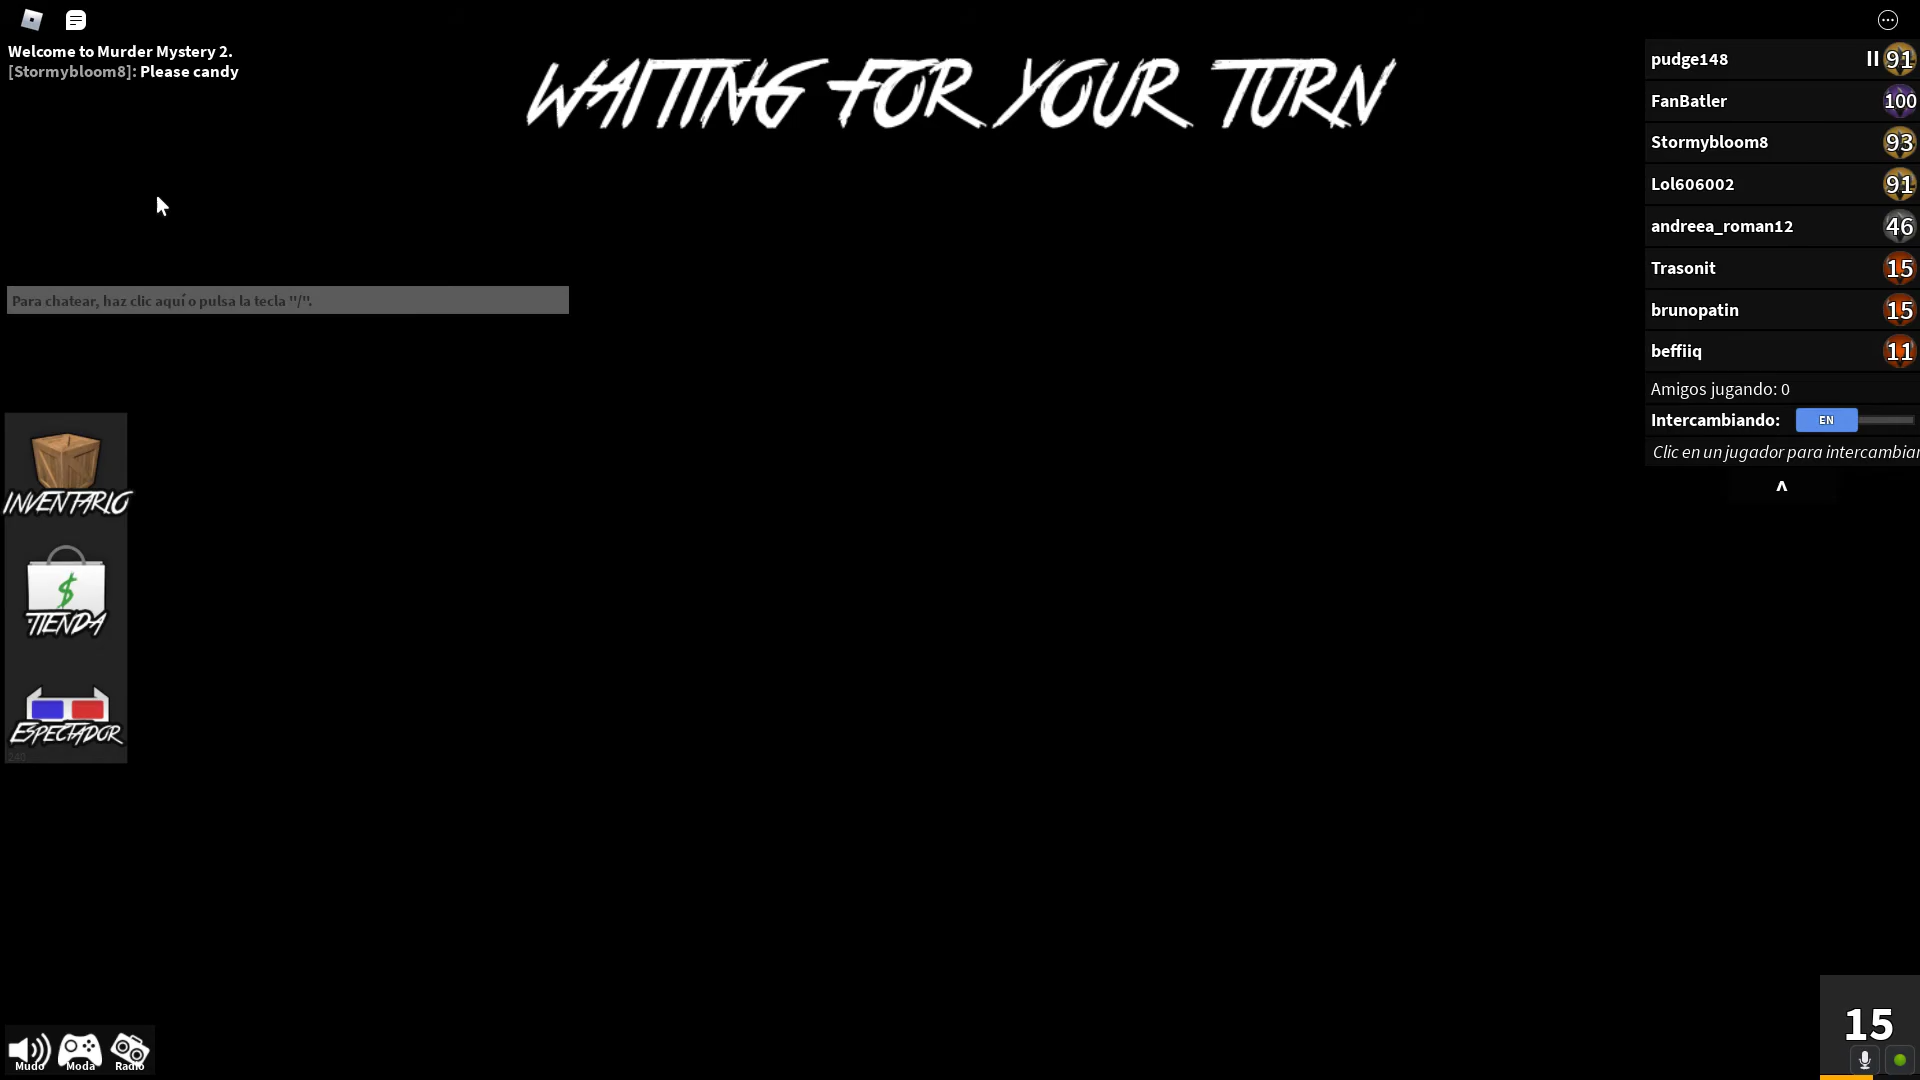 Welcome to Murder Mystery 2.
[Stormybloom8]: Please candy
WAITING FOR YOUR TURN
Para chatear, haz clic aquí o pulsa la tecla "/".
pudge148 91
FanBatler 100
Stormybloom8 93
Lol606002 91
andreea_roman12 46
Trasonit 15
brunopatin 15
beffiiq 11
Amigos jugando: 0
Intercambiando: EN
Clic en un jugador para intercambiar
INVENTARIO
$
TIENDA
ESPECTADOR
240
Mudo Moda Radio
15